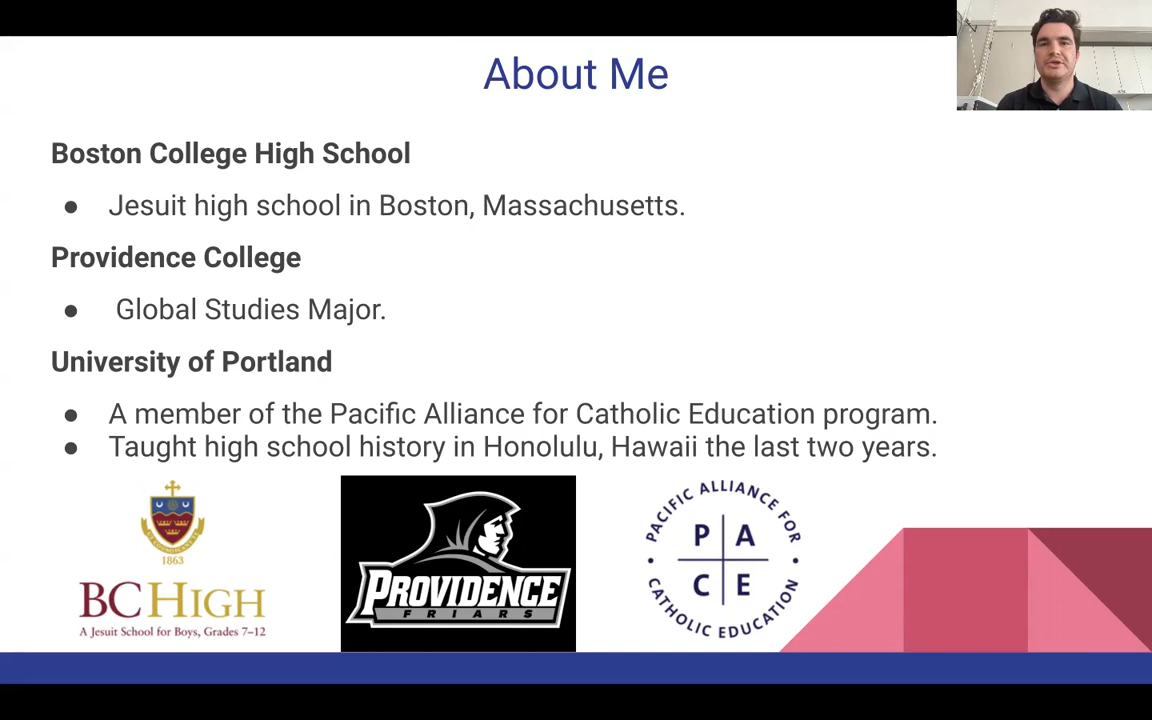 About Me
Boston College High School
● Jesuit high school in Boston, Massachusetts.
Providence College
● Global Studies Major.
University of Portland
● A member of the Pacific Alliance for Catholic Education program.
● Taught high school history in Honolulu, Hawaii the last two years.
1863
BC HIGH
A Jesuit School for Boys, Grades 7–12
PROVIDENCE
FRIARS
PACIFIC ALLIANCE FOR
P A
C E
CATHOLIC EDUCATION